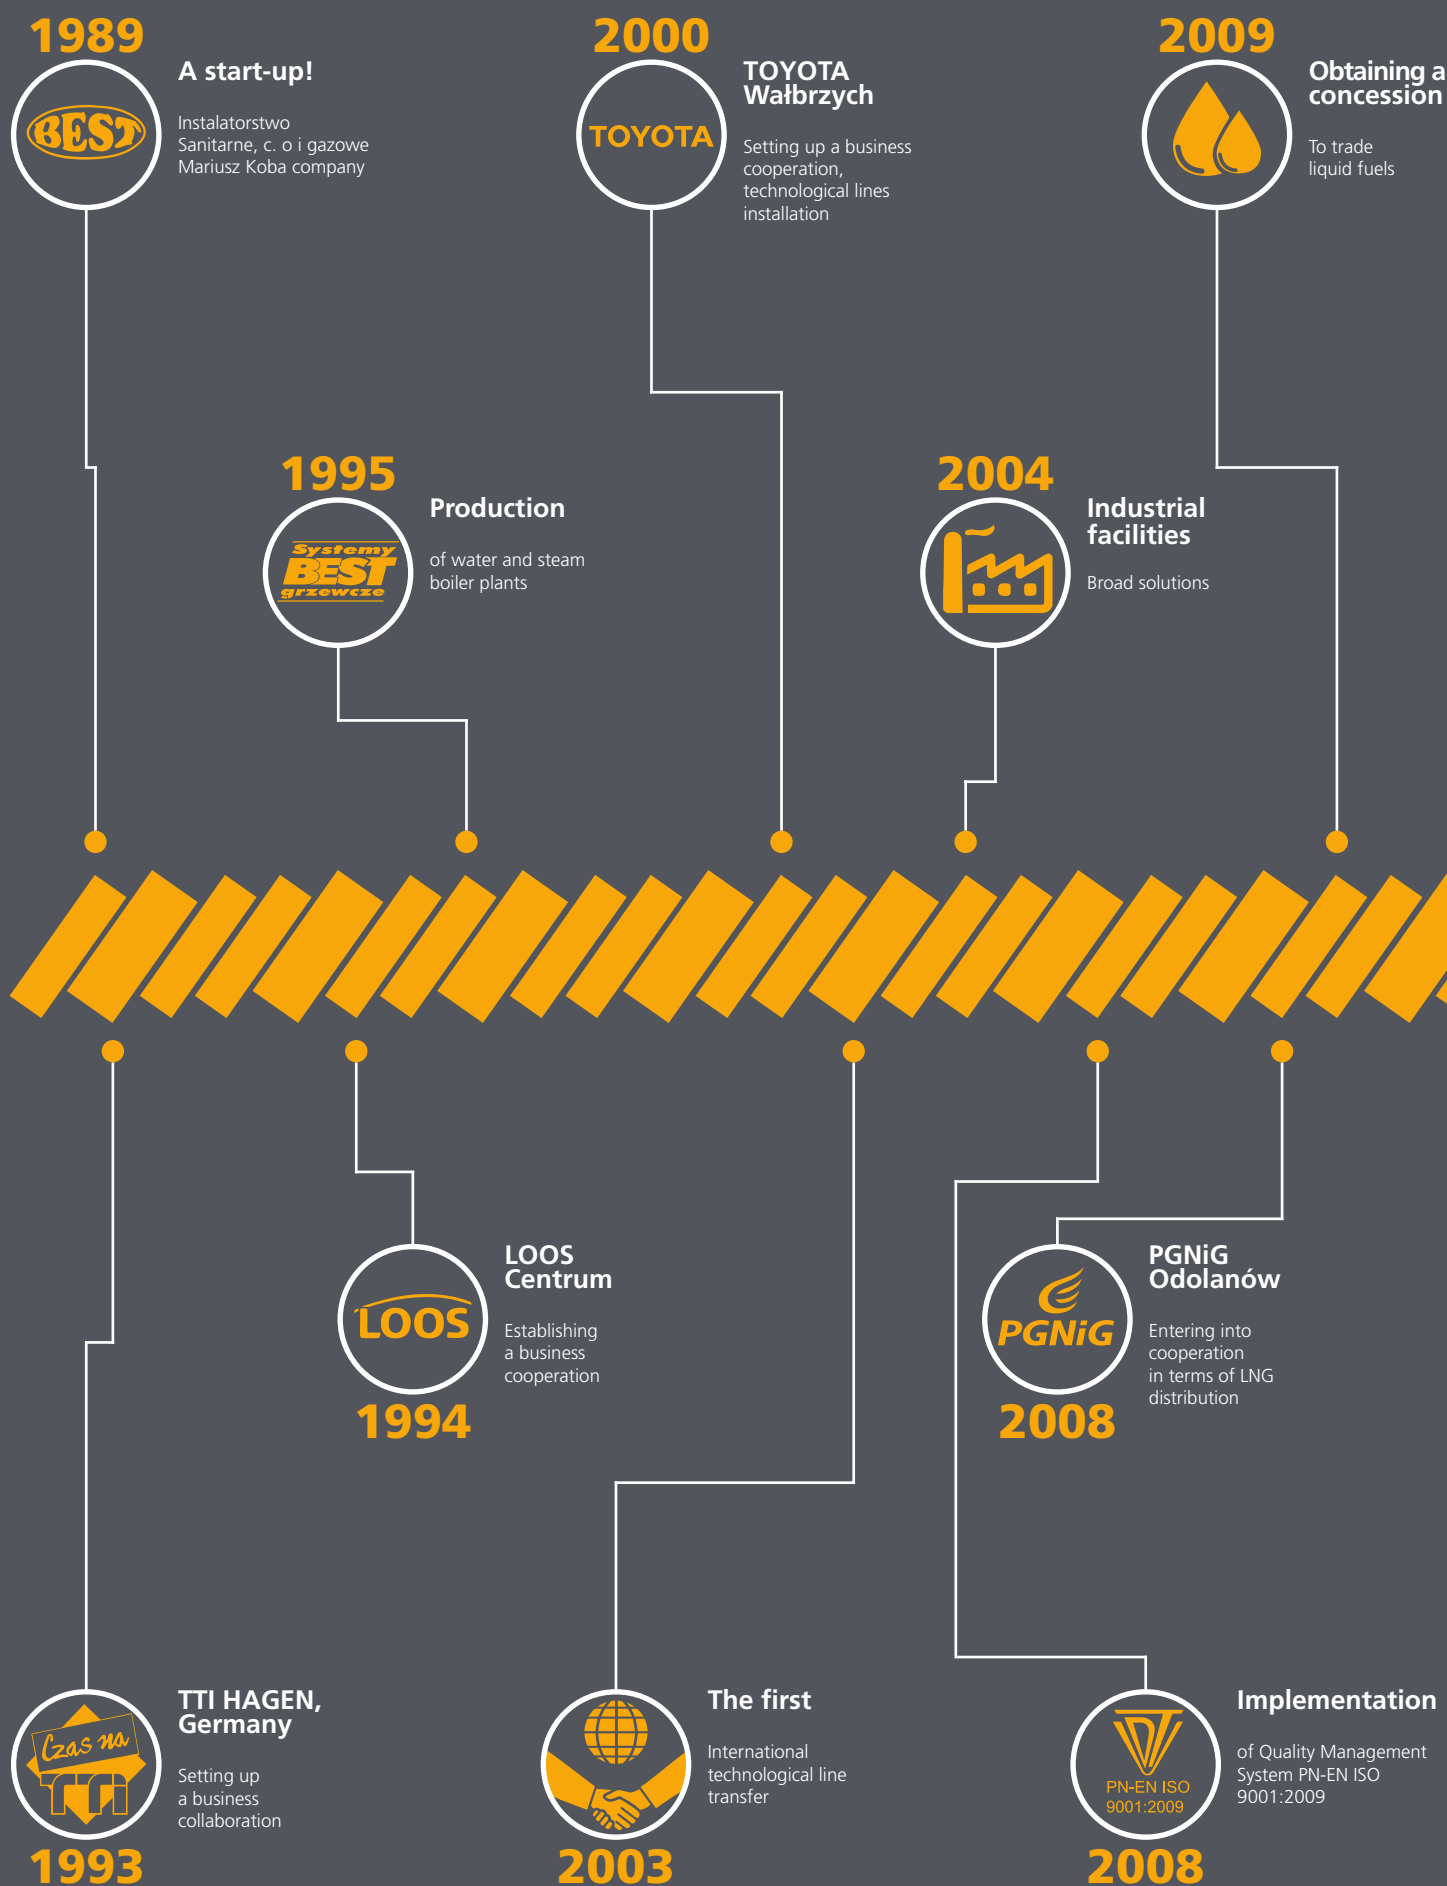 1989
BEST
A start-up!
Instalatorstwo
Sanitarne, c. o i gazowe
Mariusz Koba company
2000
TOYOTA
TOYOTA
Wałbrzych
Setting up a business
cooperation,
technological lines
installation
2009
Obtaining a
concession
To trade
liquid fuels
1995
Systemy
BEST
grzewcze
Production
of water and steam
boiler plants
2004
Industrial
facilities
Broad solutions
LOOS
LOOS
Centrum
Establishing
a business
cooperation
1994
PGNiG
PGNiG
Odolanów
Entering into
cooperation
in terms of LNG
distribution
2008
Czas na
TTI
TTI HAGEN,
Germany
Setting up
a business
collaboration
1993
The first
International
technological line
transfer
2003
UDT
PN-EN ISO
9001:2009
Implementation
of Quality Management
System PN-EN ISO
9001:2009
2008